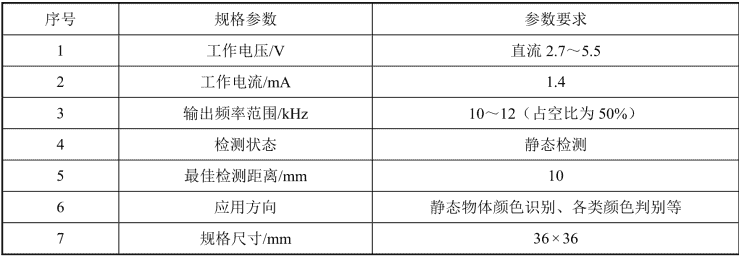 序号 规格参数 参数要求
1 工作电压/V 直流 2.7～5.5
2 工作电流/mA 1.4
3 输出频率范围/kHz 10～12（占空比为 50%）
4 检测状态 静态检测
5 最佳检测距离/mm 10
6 应用方向 静态物体颜色识别、各类颜色判别等
7 规格尺寸/mm 36×36